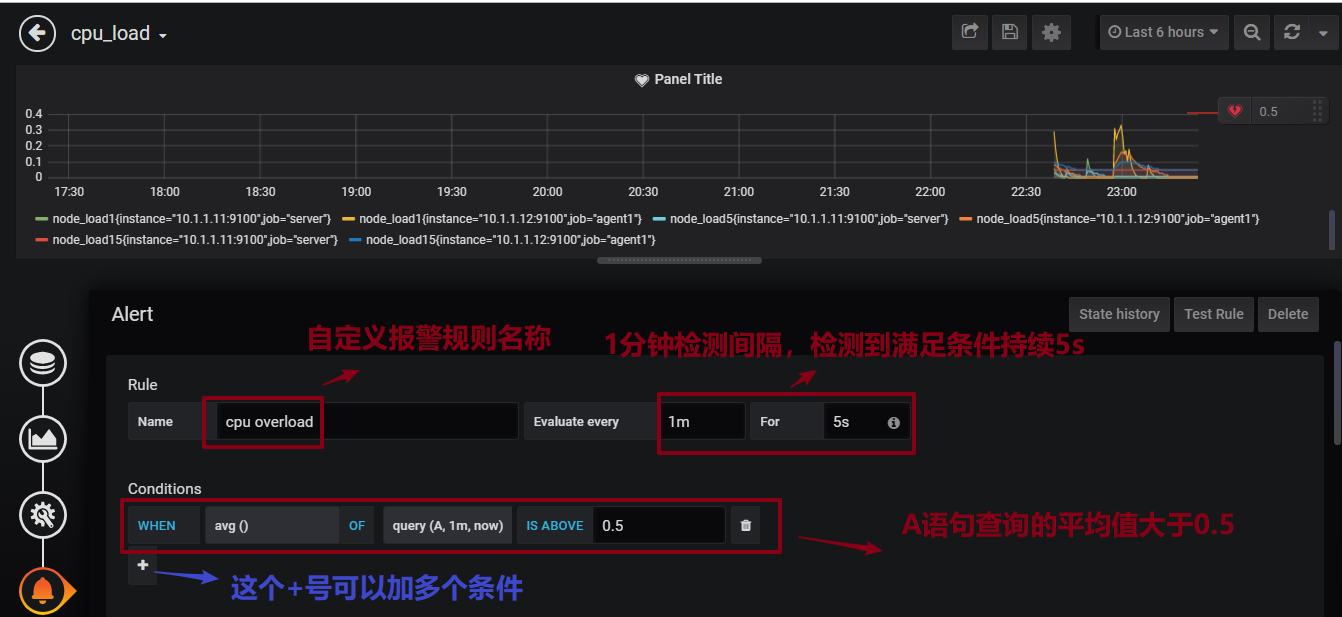 cpu_load
Last 6 hours
Panel Title
0.4
0.3
0.2
0.1
0
0.5
17:30 18:00 18:30 19:00 19:30 20:00 20:30 21:00 21:30 22:00 22:30 23:00
node_load1{instance="10.1.1.11:9100",job="server"} node_load1{instance="10.1.1.12:9100",job="agent1"} node_load5{instance="10.1.1.11:9100",job="server"} node_load5{instance="10.1.1.12:9100",job="agent1"}
node_load15{instance="10.1.1.11:9100",job="server"} node_load15{instance="10.1.1.12:9100",job="agent1"}
Alert
State history Test Rule Delete
自定义报警规则名称
1分钟检测间隔，检测到满足条件持续5s
Rule
Name cpu overload Evaluate every 1m For 5s
Conditions
WHEN avg () OF query (A, 1m, now) IS ABOVE 0.5
A语句查询的平均值大于0.5
+
这个+号可以加多个条件